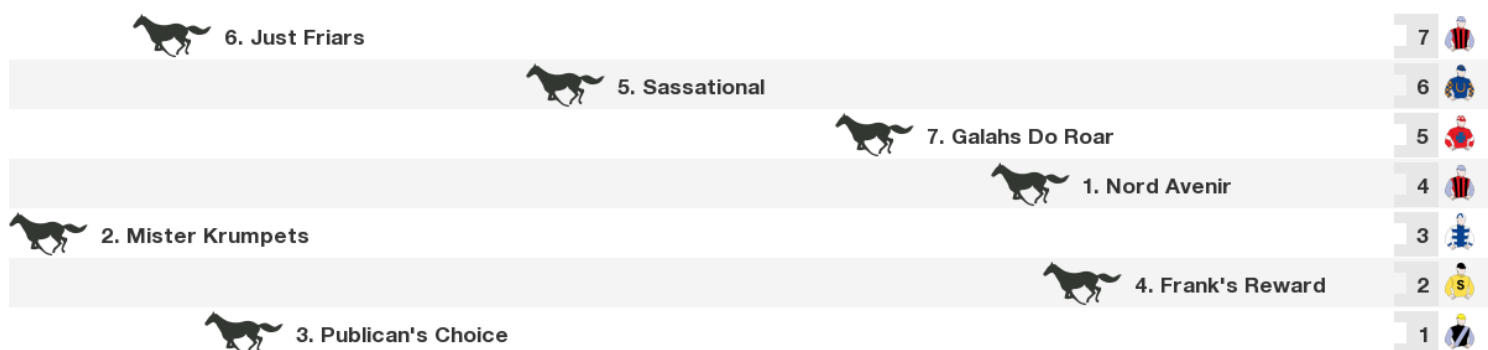 6. Just Friars 7
5. Sassational 6
7. Galahs Do Roar 5
1. Nord Avenir 4
2. Mister Krumpets 3
4. Frank's Reward 2 S
3. Publican's Choice 1